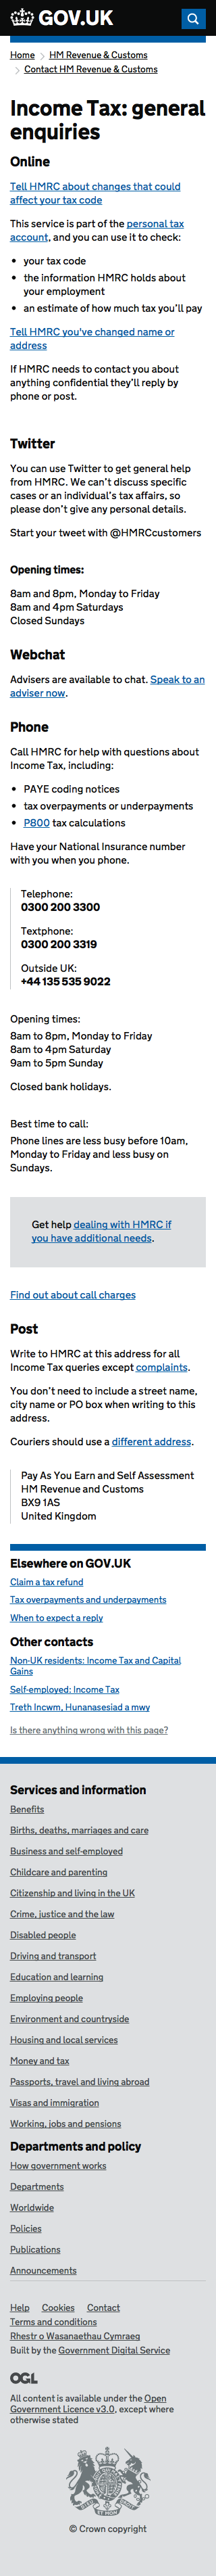 GOV.UK
Home
HM Revenue & Customs
Contact HM Revenue & Customs
Income Tax: general
enquiries
Online
Tell HMRC about changes that could
affect your tax code
This service is part of the personal tax
account, and you can use it to check:
• your tax code
• the information HMRC holds about
your employment
• an estimate of how much tax you'll pay
Tell HMRC you've changed name or
address
If HMRC needs to contact you about
anything confidential they'll reply by
phone or post.
Twitter
You can use Twitter to get general help
from HMRC. We can't discuss specific
cases or an individual's tax affairs, so
please don't give any personal details.
Start your tweet with @HMRCcustomers
Opening times:
8am and 8pm, Monday to Friday
8am and 4pm Saturdays
Closed Sundays
Webchat
Advisers are available to chat. Speak to an
adviser now.
Phone
Call HMRC for help with questions about
Income Tax, including:
• PAYE coding notices
• tax overpayments or underpayments
• P800 tax calculations
Have your National Insurance number
with you when you phone.
Telephone:
0300 200 3300
Textphone:
0300 200 3319
Outside UK:
+44 135 535 9022
Opening times:
8am to 8pm, Monday to Friday
8am to 4pm Saturday
9am to 5pm Sunday
Closed bank holidays.
Best time to call:
Phone lines are less busy before 10am,
Monday to Friday and less busy on
Sundays.
Get help dealing with HMRC if
you have additional needs.
Find out about call charges
Post
Write to HMRC at this address for all
Income Tax queries except complaints.
You don't need to include a street name,
city name or PO box when writing to this
address.
Couriers should use a different address.
Pay As You Earn and Self Assessment
HM Revenue and Customs
BX9 1AS
United Kingdom
Elsewhere on GOV.UK
Claim a tax refund
Tax overpayments and underpayments
When to expect a reply
Other contacts
Non-UK residents: Income Tax and Capital
Gains
Self-employed: Income Tax
Treth Incwm, Hunanasesiad a mwy
Is there anything wrong with this page?
Services and information
Benefits
Births, deaths, marriages and care
Business and self-employed
Childcare and parenting
Citizenship and living in the UK
Crime, justice and the law
Disabled people
Driving and transport
Education and learning
Employing people
Environment and countryside
Housing and local services
Money and tax
Passports, travel and living abroad
Visas and immigration
Working, jobs and pensions
Departments and policy
How government works
Departments
Worldwide
Policies
Publications
Announcements
Help Cookies Contact
Terms and conditions
Rhestr o Wasanaethau Cymraeg
Built by the Government Digital Service
OGL
All content is available under the Open
Government Licence v3.0, except where
otherwise stated
© Crown copyright